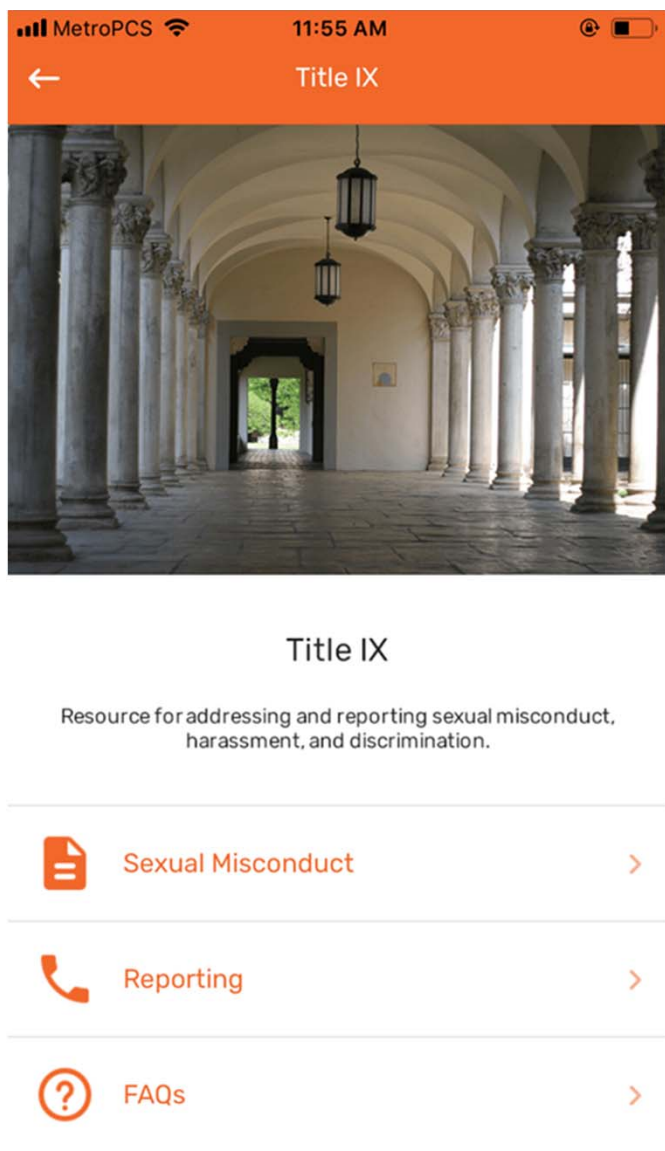 MetroPCS 11:55 AM
Title IX
Title IX
Resource for addressing and reporting sexual misconduct,
harassment, and discrimination.
Sexual Misconduct
Reporting
FAQs